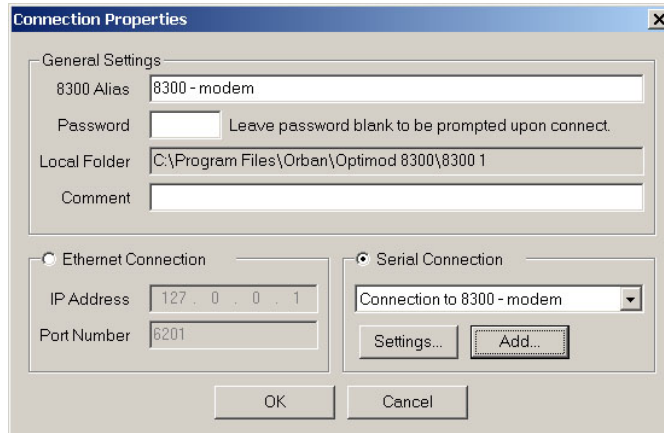 Connection Properties
General Settings
8300 Alias 8300 - modem
Password Leave password blank to be prompted upon connect.
Local Folder C:\Program Files\Orban\Optimod 8300\8300 1
Comment
Ethernet Connection
IP Address 127 . 0 . 0 . 1
Port Number 6201
Serial Connection
Connection to 8300 - modem
Settings... Add...
OK Cancel